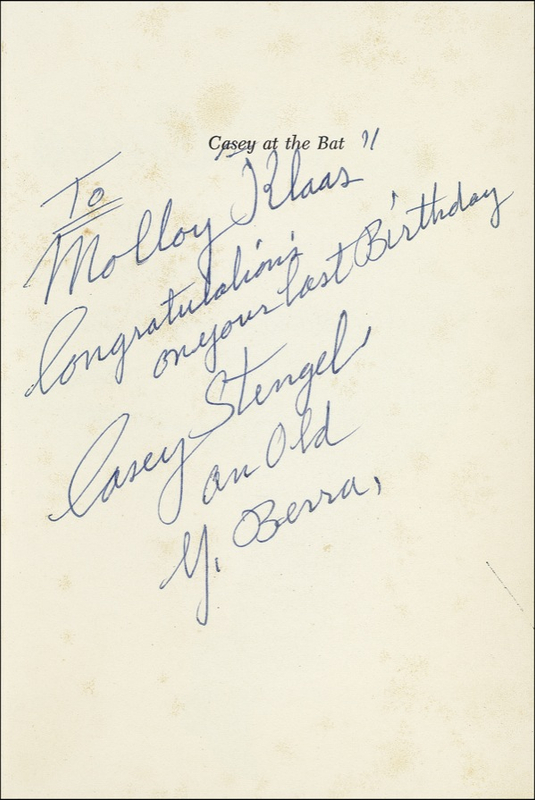 Casey at the Bat "
To
Molloy Klaas
Congratulations
on your last Birthday
Casey Stengel,
an Old
Y. Berra,